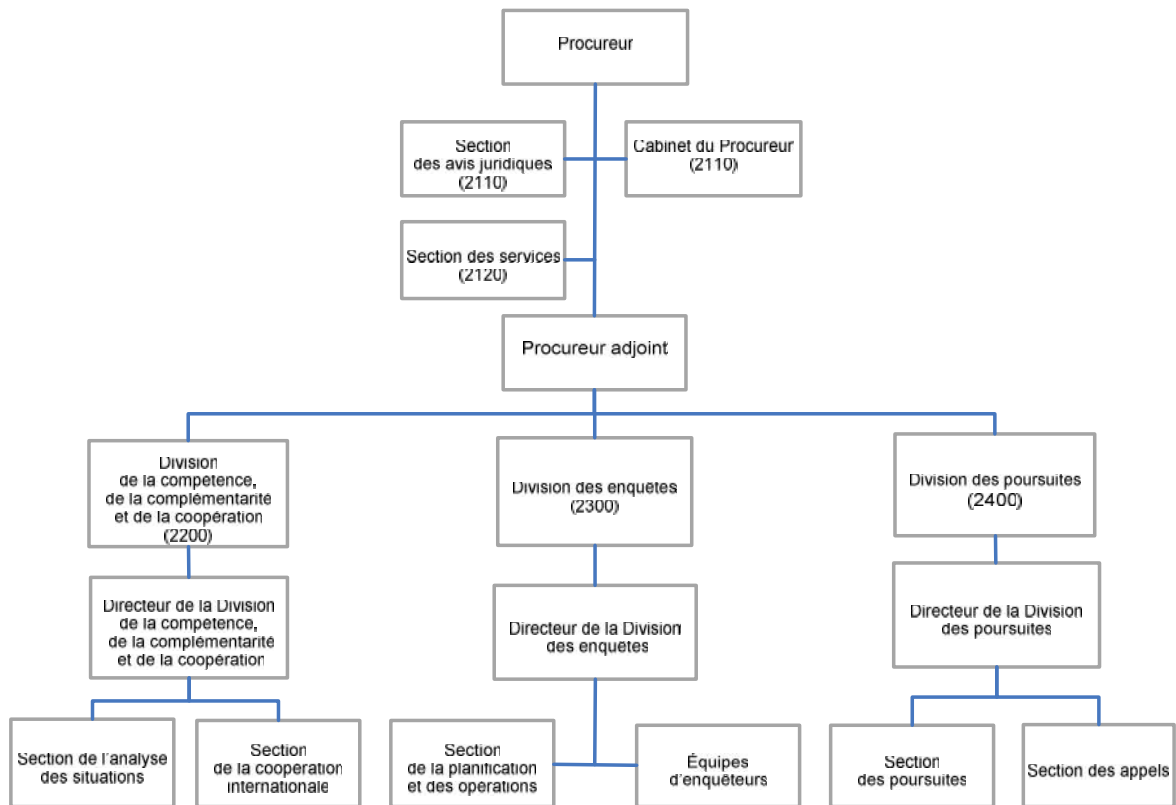 Procureur
Section
des avis juridiques
(2110)
Cabinet du Procureur
(2110)
Section des services
(2120)
Procureur adjoint
Division
de la compétence,
de la complémentarité
et de la coopération
(2200)
Division des enquêtes
(2300)
Division des poursuites
(2400)
Directeur de la Division
de la compétence,
de la complémentarité
et de la coopération
Directeur de la Division
des enquêtes
Directeur de la Division
des poursuites
Section de l'analyse
des situations
Section
de la coopération
internationale
Section
de la planification
et des operations
Équipes
d'enquêteurs
Section
des poursuites
Section des appels